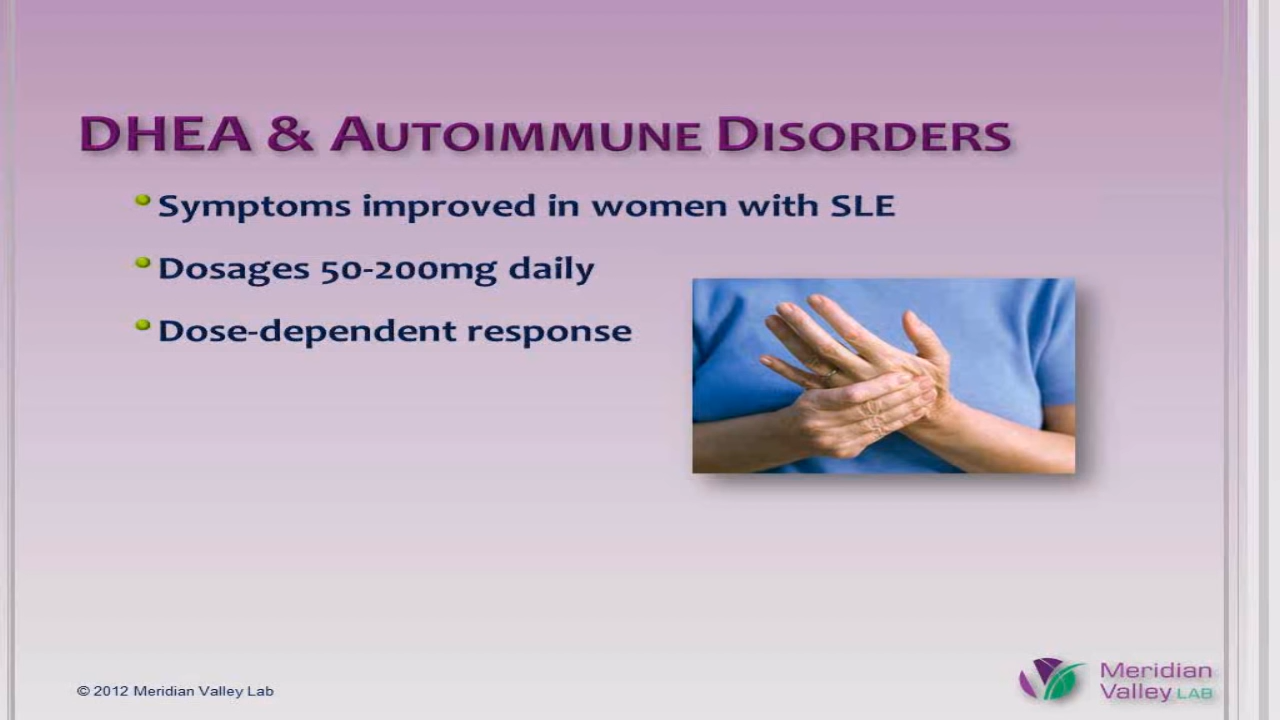 DHEA & AUTOIMMUNE DISORDERS
Symptoms improved in women with SLE
Dosages 50-200mg daily
Dose-dependent response
© 2012 Meridian Valley Lab
Meridian
Valley LAB